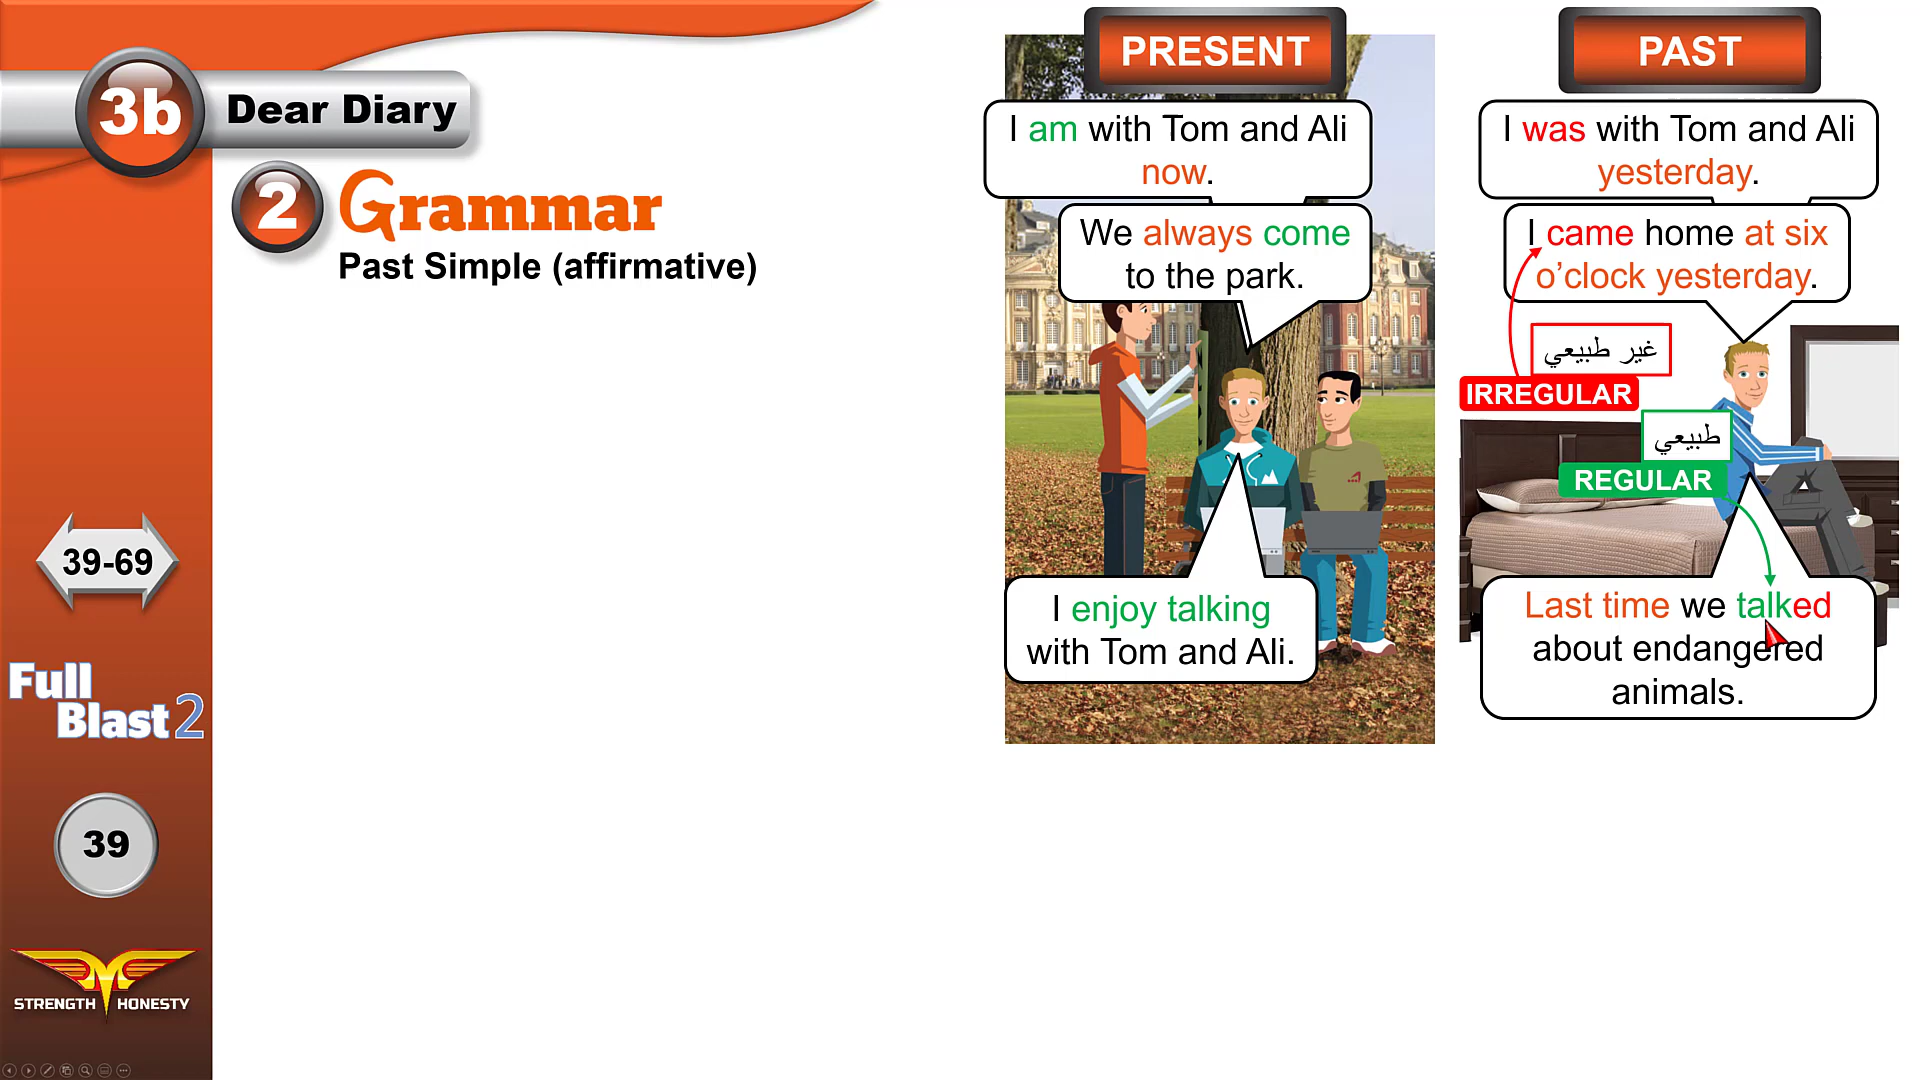 3b
Dear Diary
2
Grammar
Past Simple (affirmative)
39-69
Full
Blast 2
39
STRENGTH HONESTY
PRESENT
I am with Tom and Ali
now.
We always come
to the park.
I enjoy talking
with Tom and Ali.
PAST
I was with Tom and Ali
yesterday.
I came home at six
o’clock yesterday.
غير طبيعي
IRREGULAR
طبيعي
REGULAR
Last time we talked
about endangered
animals.